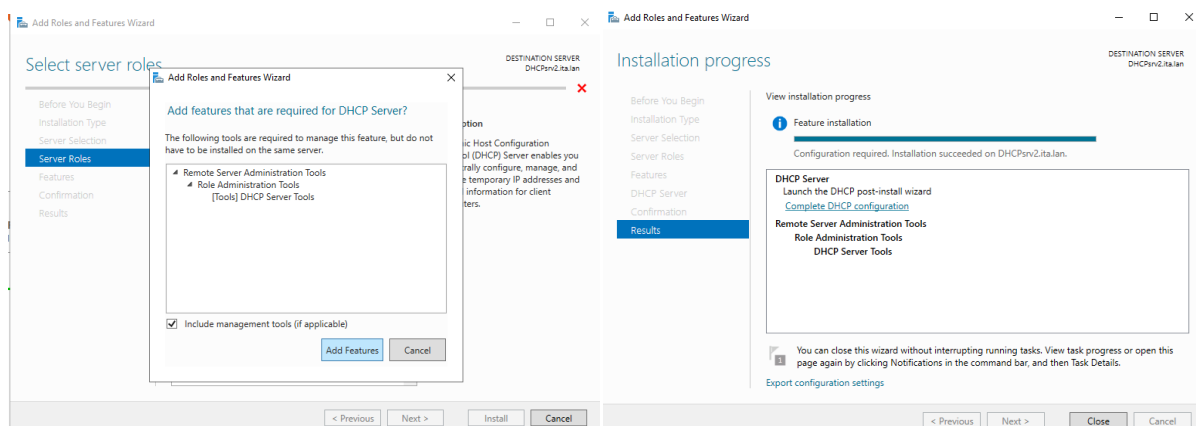 Add Roles and Features Wizard
Select server roles
DESTINATION SERVER
DHCPsrv2.ita.lan
Before You Begin
Installation Type
Server Selection
Server Roles
Features
Confirmation
Results
Add Roles and Features Wizard
Add features that are required for DHCP Server?
The following tools are required to manage this feature, but do not
have to be installed on the same server.
Remote Server Administration Tools
Role Administration Tools
[Tools] DHCP Server Tools
Include management tools (if applicable)
Add Features
Cancel
ption
ic Host Configuration
ol (DHCP) Server enables you
rally configure, manage, and
e temporary IP addresses and
information for client
ters.
< Previous
Next >
Install
Cancel
Add Roles and Features Wizard
Installation progress
DESTINATION SERVER
DHCPsrv2.ita.lan
Before You Begin
Installation Type
Server Selection
Server Roles
Features
DHCP Server
Confirmation
Results
View installation progress
Feature installation
Configuration required. Installation succeeded on DHCPsrv2.ita.lan.
DHCP Server
Launch the DHCP post-install wizard
Complete DHCP configuration
Remote Server Administration Tools
Role Administration Tools
DHCP Server Tools
1
You can close this wizard without interrupting running tasks. View task progress or open this
page again by clicking Notifications in the command bar, and then Task Details.
Export configuration settings
< Previous
Next >
Close
Cancel